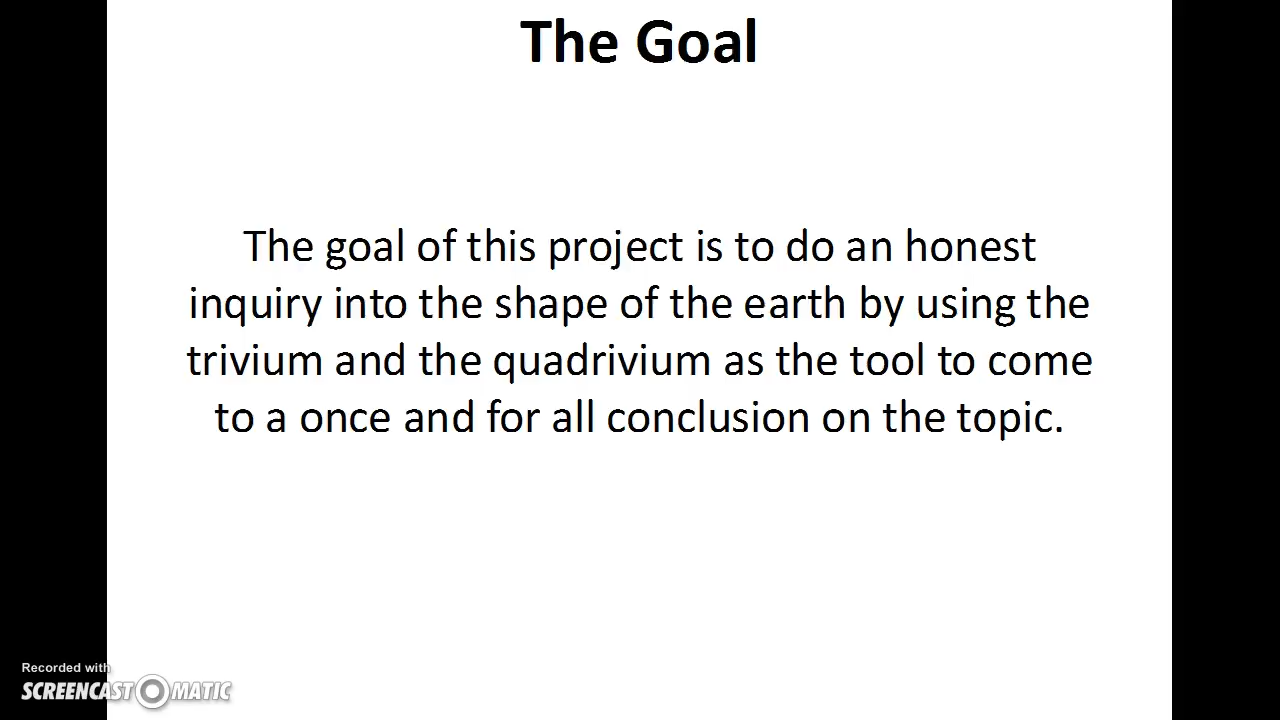 The Goal
The goal of this project is to do an honest
inquiry into the shape of the earth by using the
trivium and the quadrivium as the tool to come
to a once and for all conclusion on the topic.
Recorded with
SCREENCAST MATIC